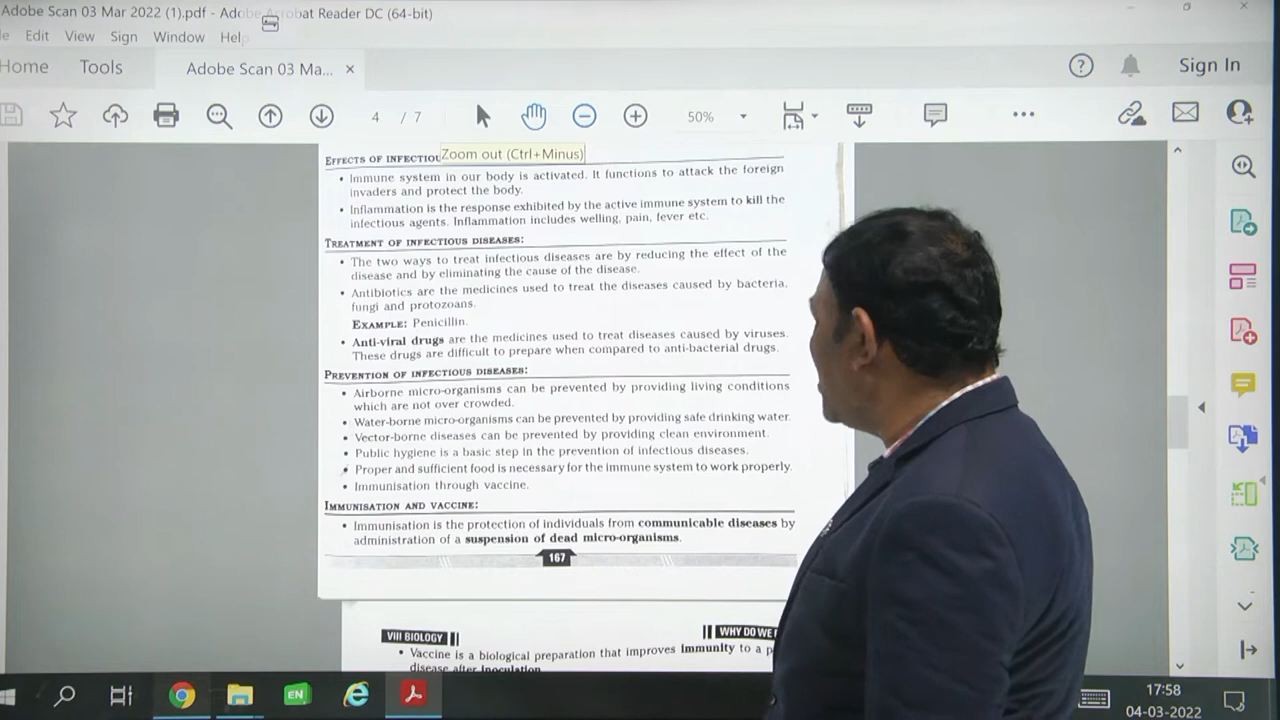 Adobe Scan 03 Mar 2022 (1).pdf - Adobe Acrobat Reader DC (64-bit)
Edit View Sign Window Help
Home Tools Adobe Scan 03 Ma... × Sign In
4 / 7 50%
Zoom out (Ctrl+Minus)
EFFECTS OF
• Immune system in our body is activated. It functions to attack the foreign
invaders and protect the body.
• Inflammation is the response exhibited by the active immune system to kill the
infectious agents. Inflammation includes welling, pain, fever etc.
TREATMENT OF INFECTIOUS DISEASES:
• The two ways to treat infectious diseases are by reducing the effect of the
disease and by eliminating the cause of the disease.
• Antibiotics are the medicines used to treat the diseases caused by bacteria,
fungi and protozoans.
EXAMPLE: Penicillin.
• Anti-viral drugs are the medicines used to treat diseases caused by viruses.
These drugs are difficult to prepare when compared to anti-bacterial drugs.
PREVENTION OF INFECTIOUS DISEASES:
• Airborne micro-organisms can be prevented by providing living conditions
which are not over crowded.
• Water-borne micro-organisms can be prevented by providing safe drinking water.
• Vector-borne diseases can be prevented by providing clean environment.
• Public hygiene is a basic step in the prevention of infectious diseases.
• Proper and sufficient food is necessary for the immune system to work properly.
• Immunisation through vaccine.
IMMUNISATION AND VACCINE:
• Immunisation is the protection of individuals from communicable diseases by
administration of a suspension of dead micro-organisms.
167
VIII BIOLOGY WHY DO WE
• Vaccine is a biological preparation that improves immunity to a
disease after inoculation
EN 17:58
04-03-2022